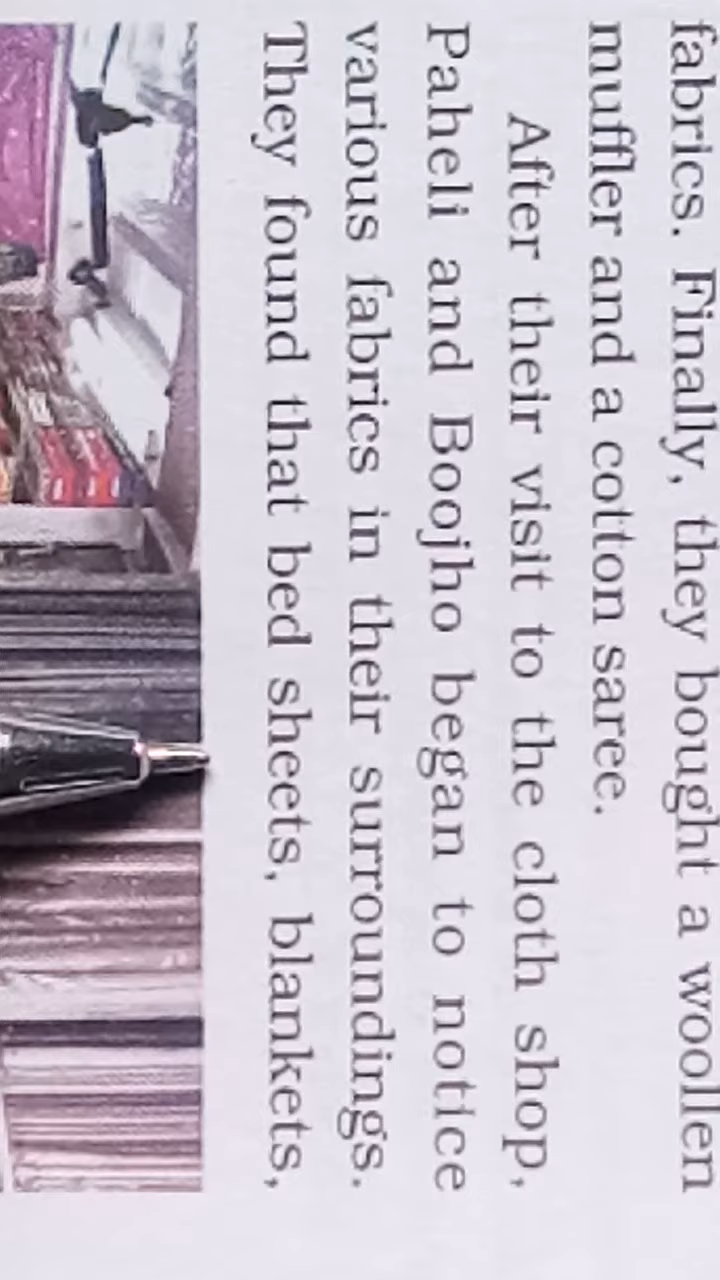 fabrics. Finally, they bought a woollen
muffler and a cotton saree.
After their visit to the cloth shop,
Paheli and Boojho began to notice
various fabrics in their surroundings.
They found that bed sheets, blankets,